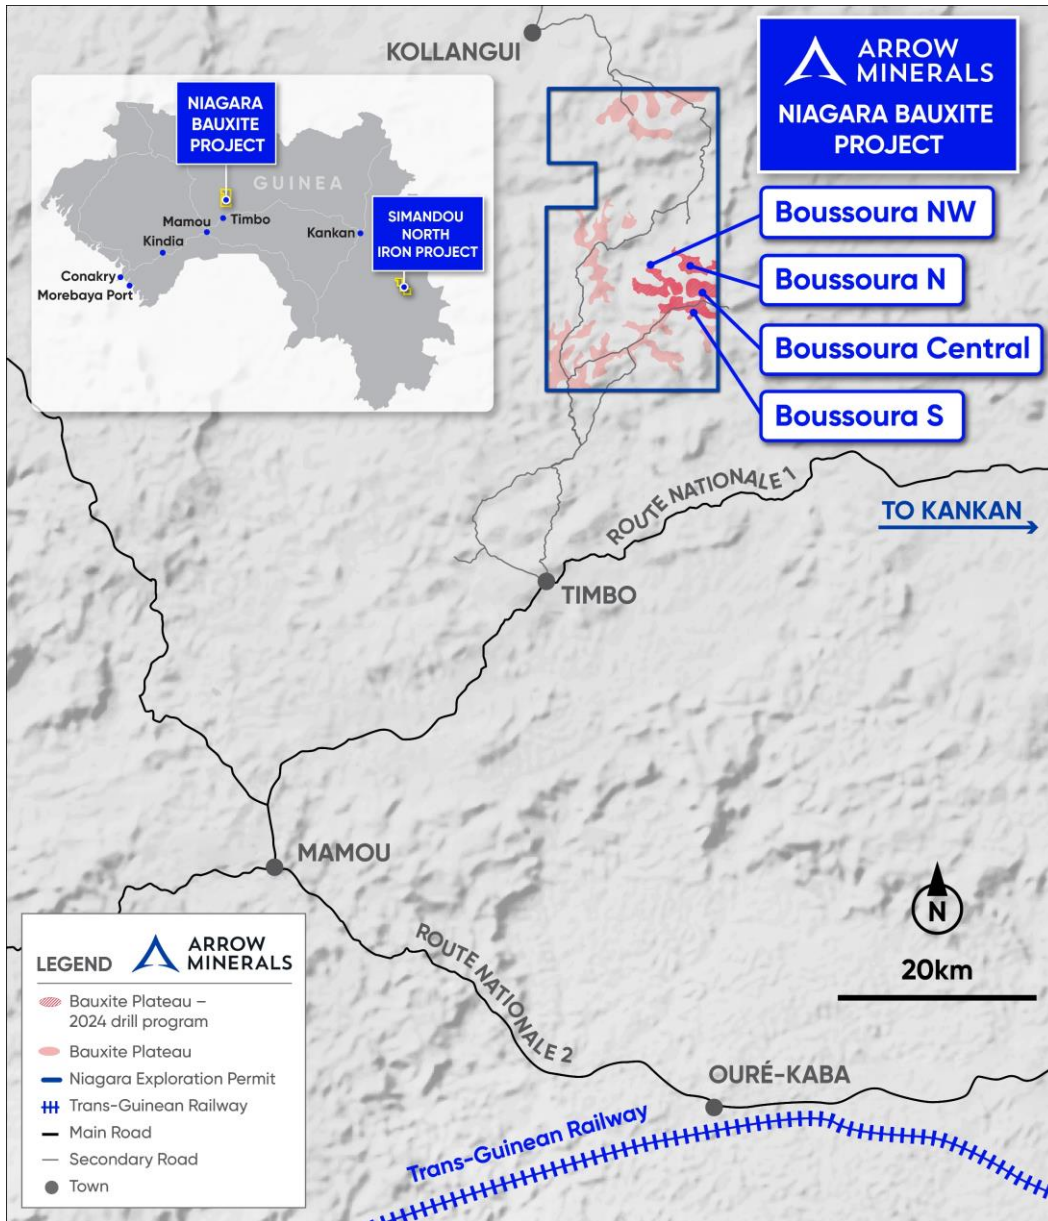 KOLLANGUI
ARROW
MINERALS
NIAGARA BAUXITE
PROJECT
NIAGARA
BAUXITE
PROJECT
GUINEA
Mamou
Timbo
Kankan
Kindia
SIMANDOU
NORTH
IRON PROJECT
Conakry
Morebaya Port
Boussoura NW
Boussoura N
Boussoura Central
Boussoura S
ROUTE NATIONALE 1
TO KANKAN
TIMBO
MAMOU
N
20km
ROUTE NATIONALE 2
OURÉ-KABA
Trans-Guinean Railway
LEGEND
ARROW
MINERALS
Bauxite Plateau –
2024 drill program
Bauxite Plateau
Niagara Exploration Permit
Trans-Guinean Railway
Main Road
Secondary Road
Town